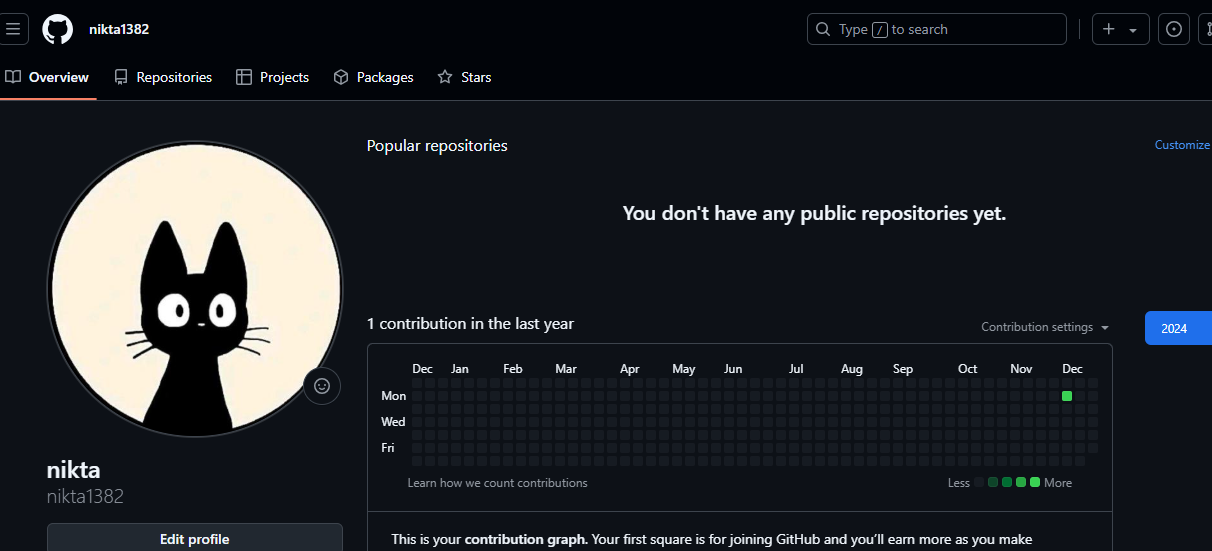 nikta1382
Type / to search
Overview Repositories Projects Packages Stars
Popular repositories
Customize
You don't have any public repositories yet.
1 contribution in the last year
Contribution settings
2024
Dec Jan Feb Mar Apr May Jun Jul Aug Sep Oct Nov Dec
Mon
Wed
Fri
Learn how we count contributions
Less More
nikta
nikta1382
Edit profile
This is your contribution graph. Your first square is for joining GitHub and you'll earn more as you make